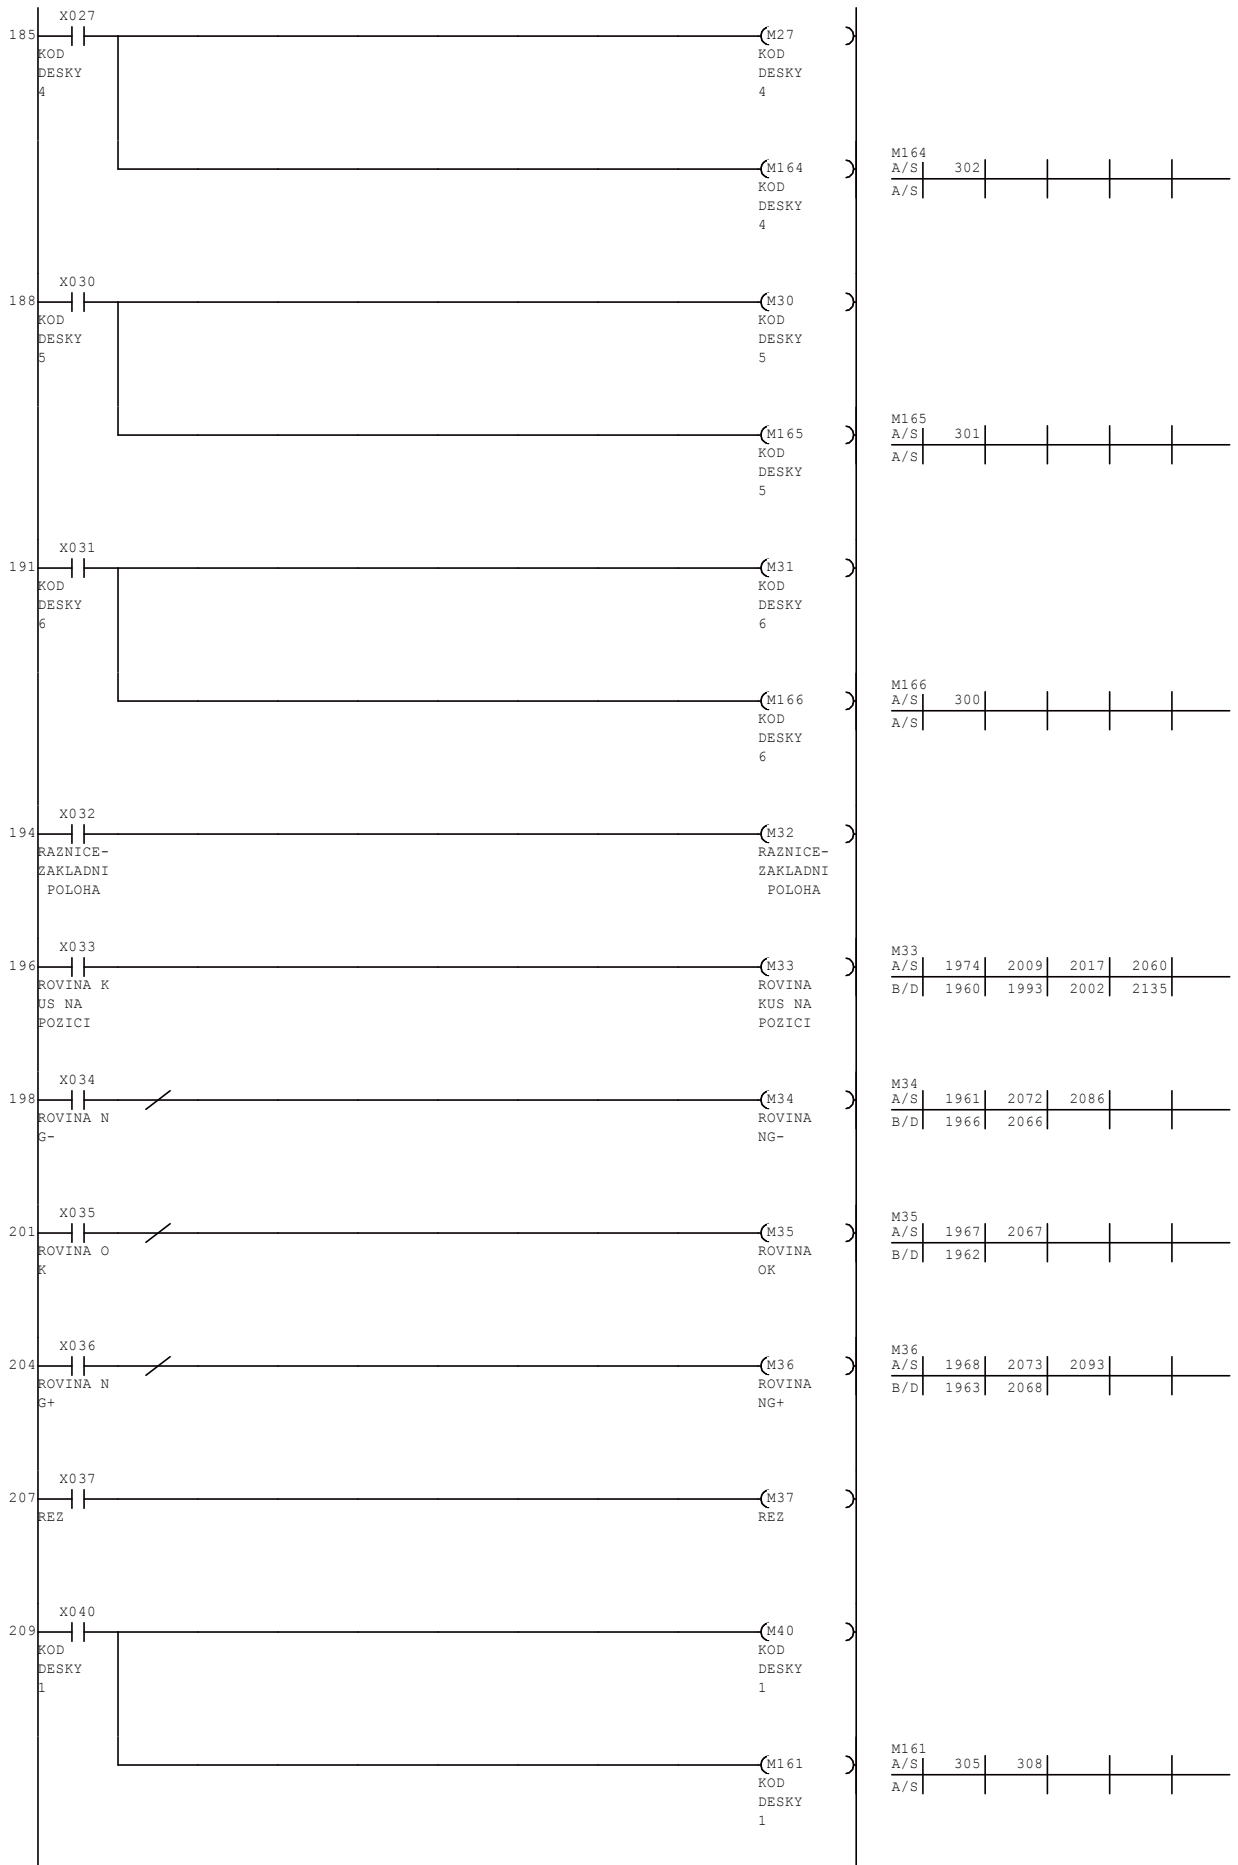 X027
185 M27
KOD KOD
DESKY DESKY
4 4
M164
M164 A/S 302
KOD A/S
DESKY
4
X030
188 M30
KOD KOD
DESKY DESKY
5 5
M165
M165 A/S 301
KOD A/S
DESKY
5
X031
191 M31
KOD KOD
DESKY DESKY
6 6
M166
M166 A/S 300
KOD A/S
DESKY
6
X032
194 M32
RAZNICE- RAZNICE-
ZAKLADNI ZAKLADNI
POLOHA POLOHA
X033 M33
196 M33 A/S 1974 2009 2017 2060
ROVINA K ROVINA B/D 1960 1993 2002 2135
US NA KUS NA
POZICI POZICI
X034 M34
198 M34 A/S 1961 2072 2086
ROVINA N ROVINA B/D 1966 2066
G- NG-
X035 M35
201 M35 A/S 1967 2067
ROVINA O ROVINA B/D 1962
K OK
X036 M36
204 M36 A/S 1968 2073 2093
ROVINA N ROVINA B/D 1963 2068
G+ NG+
X037
207 M37
REZ REZ
X040
209 M40
KOD KOD
DESKY DESKY
1 1
M161
M161 A/S 305 308
KOD A/S
DESKY
1